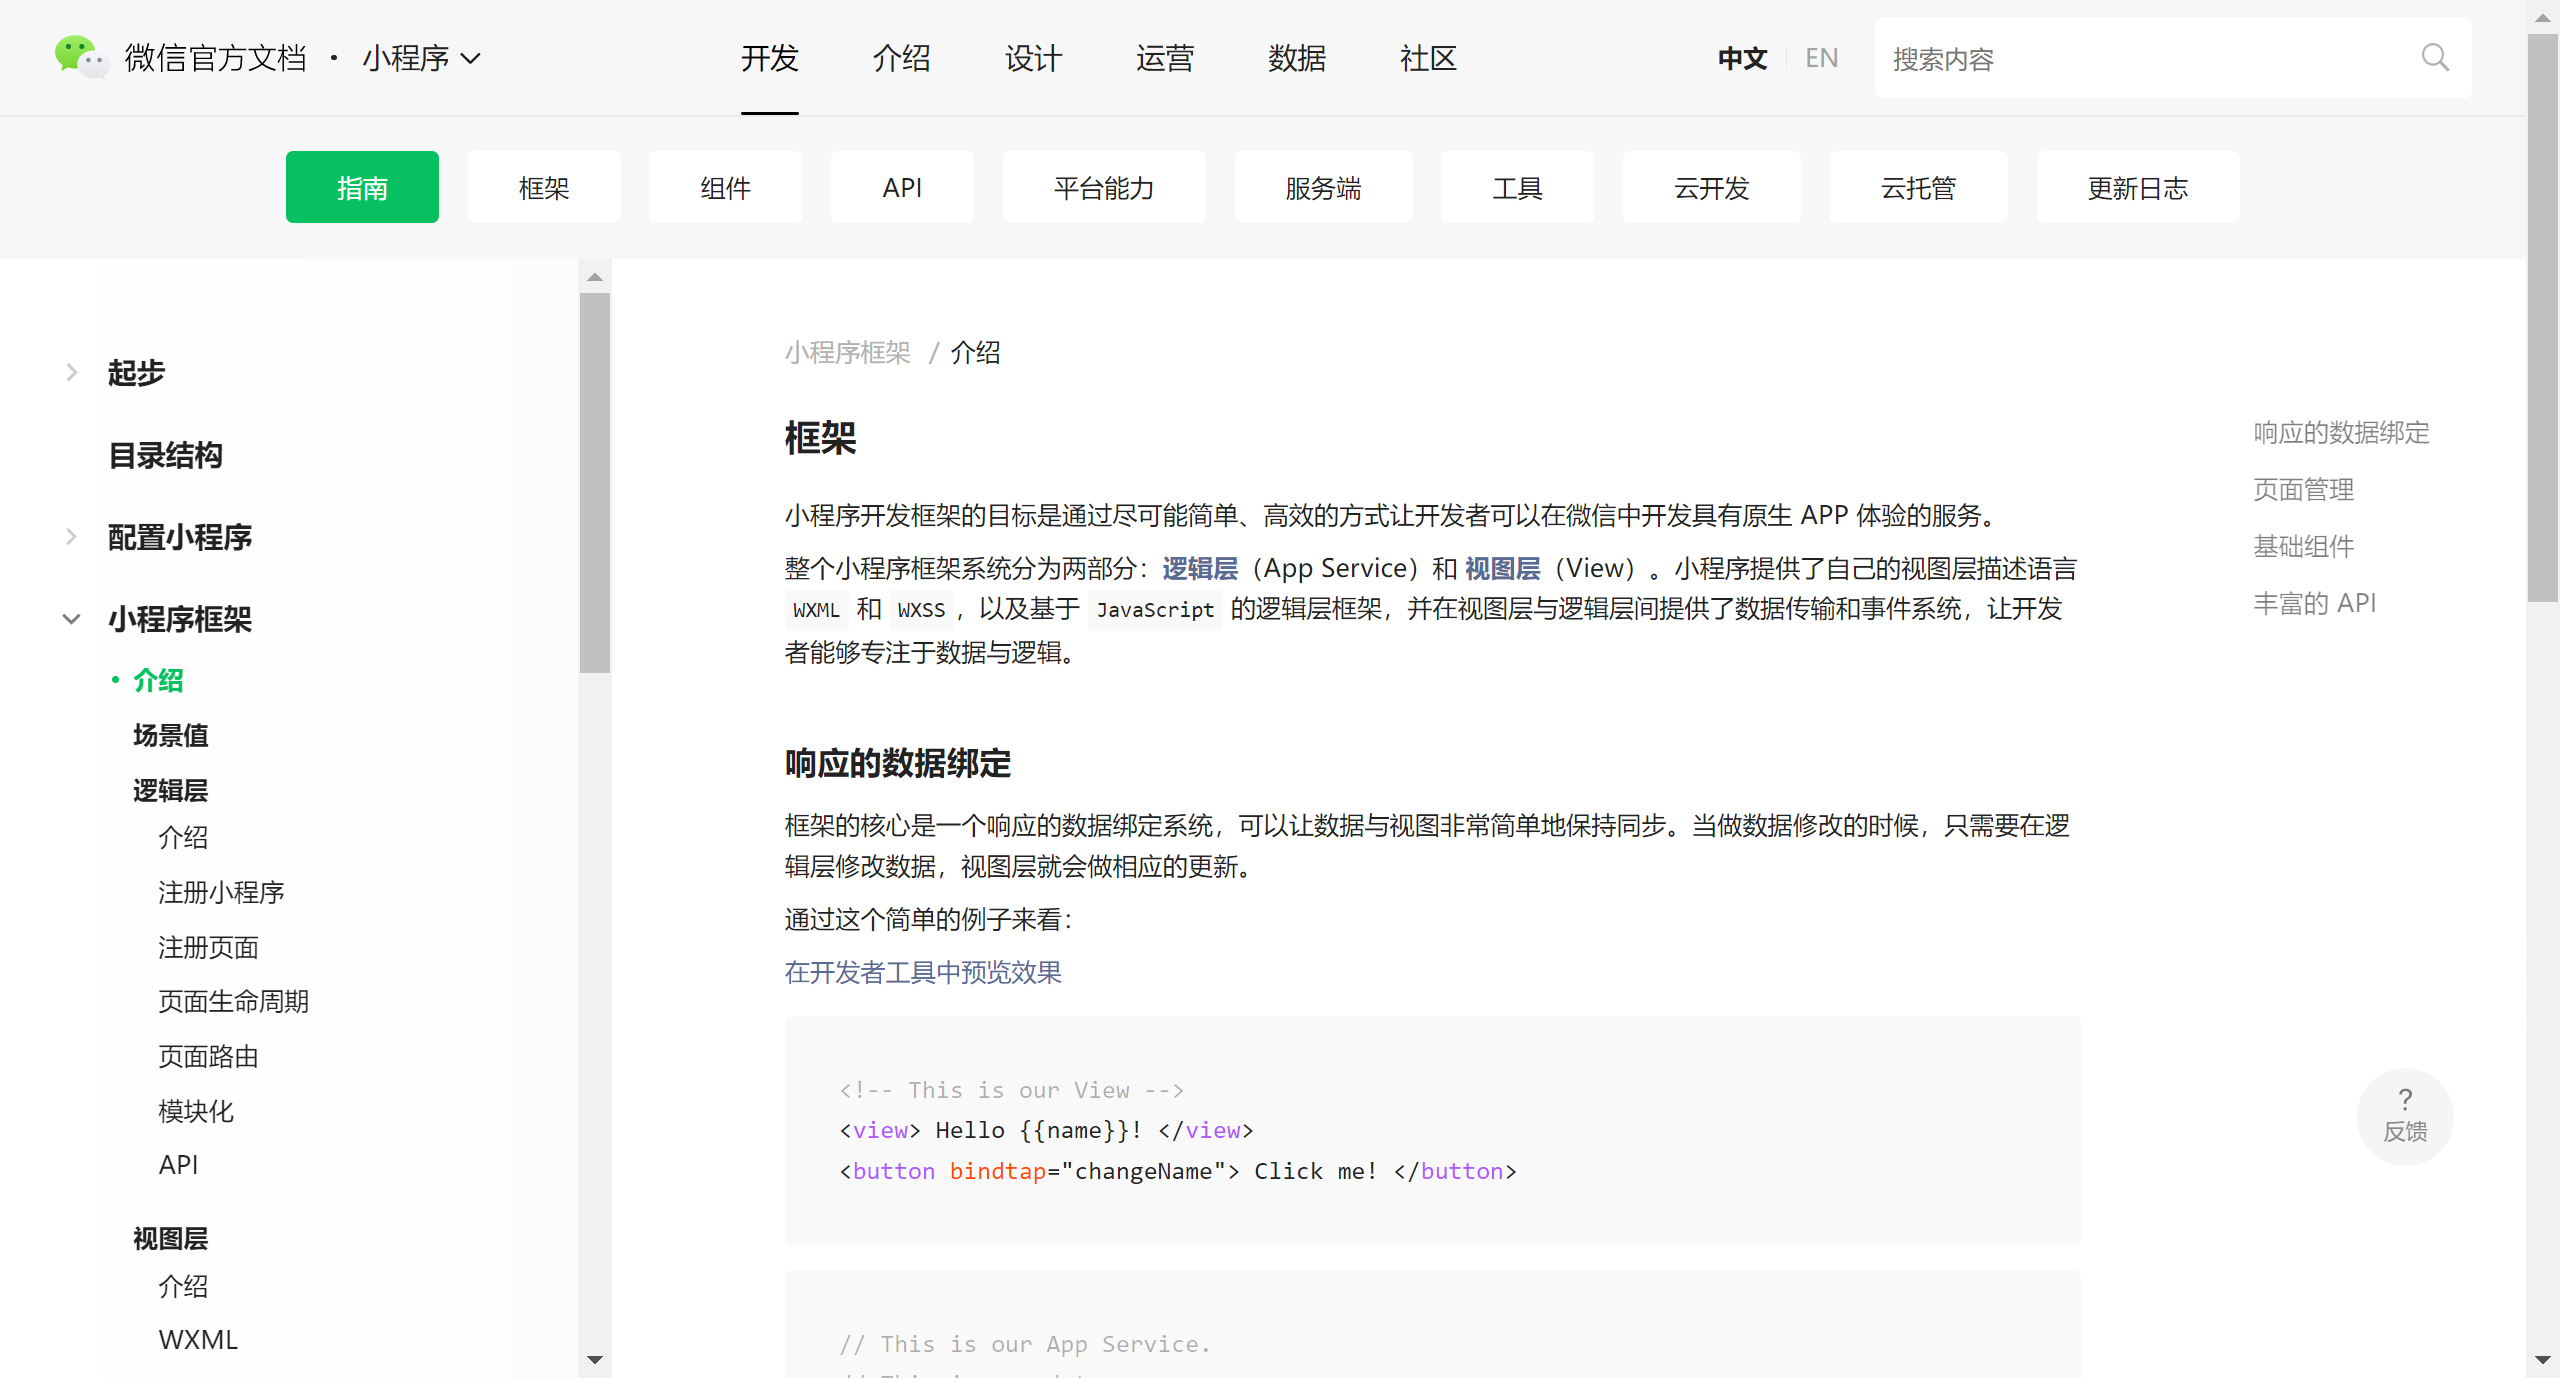 微信官方文档 · 小程序
开发 介绍 设计 运营 数据 社区
中文 EN
搜索内容
指南 框架 组件 API 平台能力 服务端 工具 云开发 云托管 更新日志
起步
目录结构
配置小程序
小程序框架
• 介绍
场景值
逻辑层
介绍
注册小程序
注册页面
页面生命周期
页面路由
模块化
API
视图层
介绍
WXML
小程序框架 / 介绍
框架
小程序开发框架的目标是通过尽可能简单、高效的方式让开发者可以在微信中开发具有原生 APP 体验的服务。
整个小程序框架系统分为两部分：逻辑层（App Service）和 视图层（View）。小程序提供了自己的视图层描述语言
WXML 和 WXSS，以及基于 JavaScript 的逻辑层框架，并在视图层与逻辑层间提供了数据传输和事件系统，让开发
者能够专注于数据与逻辑。
响应的数据绑定
框架的核心是一个响应的数据绑定系统，可以让数据与视图非常简单地保持同步。当做数据修改的时候，只需要在逻
辑层修改数据，视图层就会做相应的更新。
通过这个简单的例子来看：
在开发者工具中预览效果
<!-- This is our View -->
<view> Hello {{name}}! </view>
<button bindtap="changeName"> Click me! </button>
// This is our App Service.
响应的数据绑定
页面管理
基础组件
丰富的 API
?
反馈